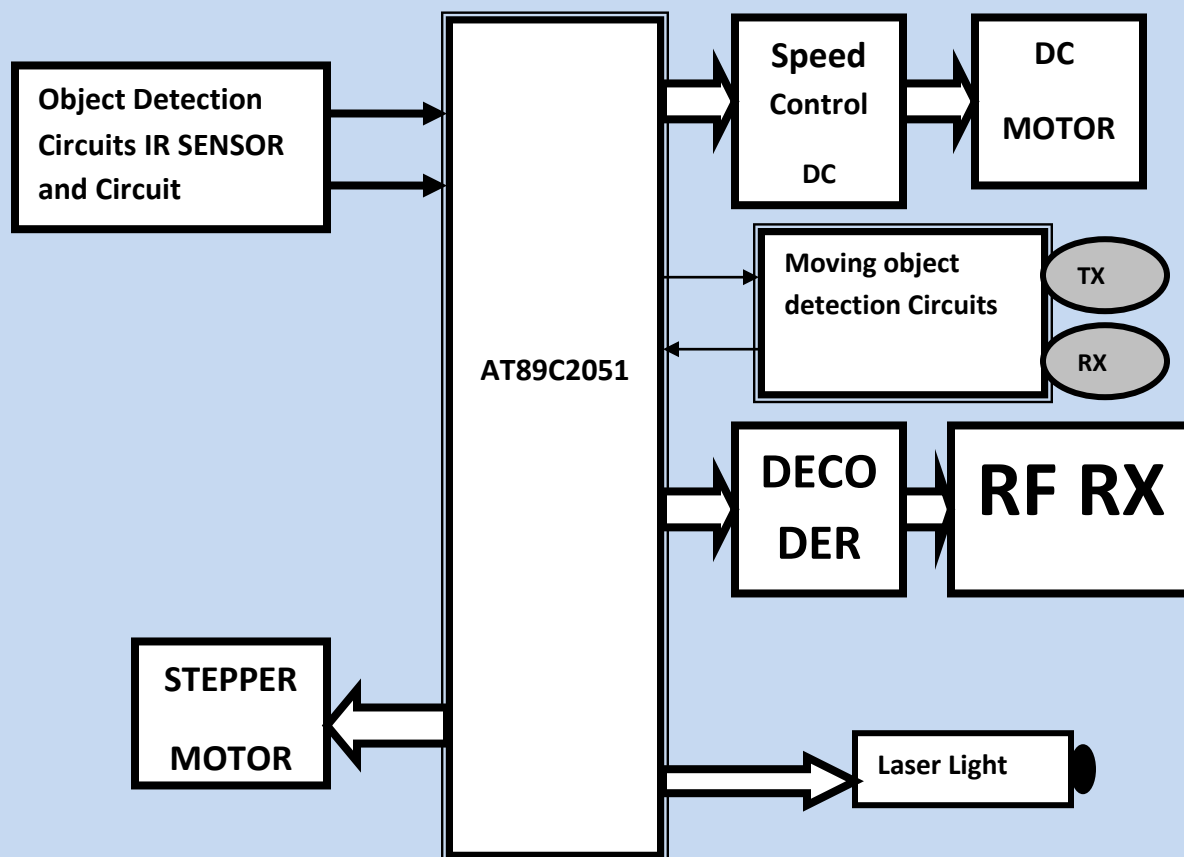 Object Detection
Circuits IR SENSOR
and Circuit
AT89C2051
Speed
Control
DC
DC
MOTOR
Moving object
detection Circuits
TX
RX
DECO
DER
RF RX
STEPPER
MOTOR
Laser Light